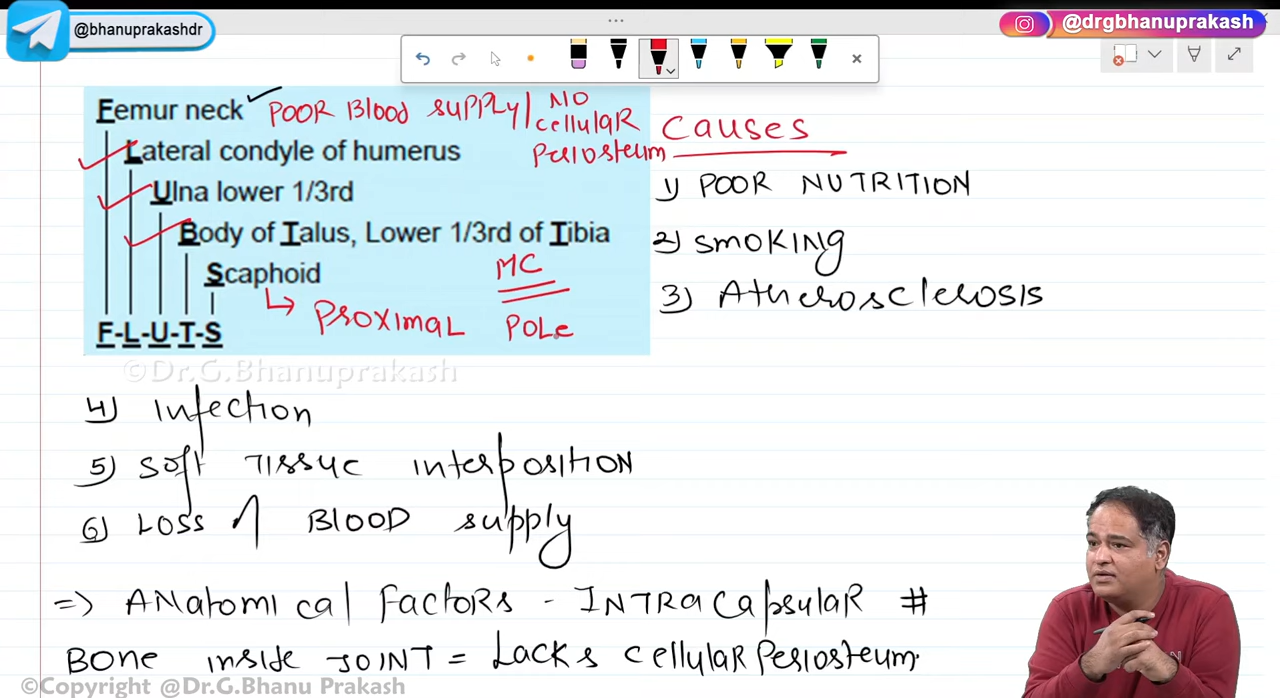 @bhanuprakashdr
@drgbhanuprakash
Femur neck POOR Blood supply/ NO cellulaR Periosteum
Lateral condyle of humerus
Ulna lower 1/3rd
Body of Talus, Lower 1/3rd of Tibia
Scaphoid
MC
PROXIMAL POLE
F-L-U-T-S
©Dr.G.Bhanuprakash
Causes
1) POOR NUTRITION
2) SMOKING
3) Atherosclerosis
4) Infection
5) Soft Tissue interposition
6) Loss of BLOOD supply
=> ANatomical FactoRs - INTRAcapsulaR #
BONE inside JOINT = Lacks cellulaR Periosteum.
©Copyright @Dr.G.Bhanu Prakash